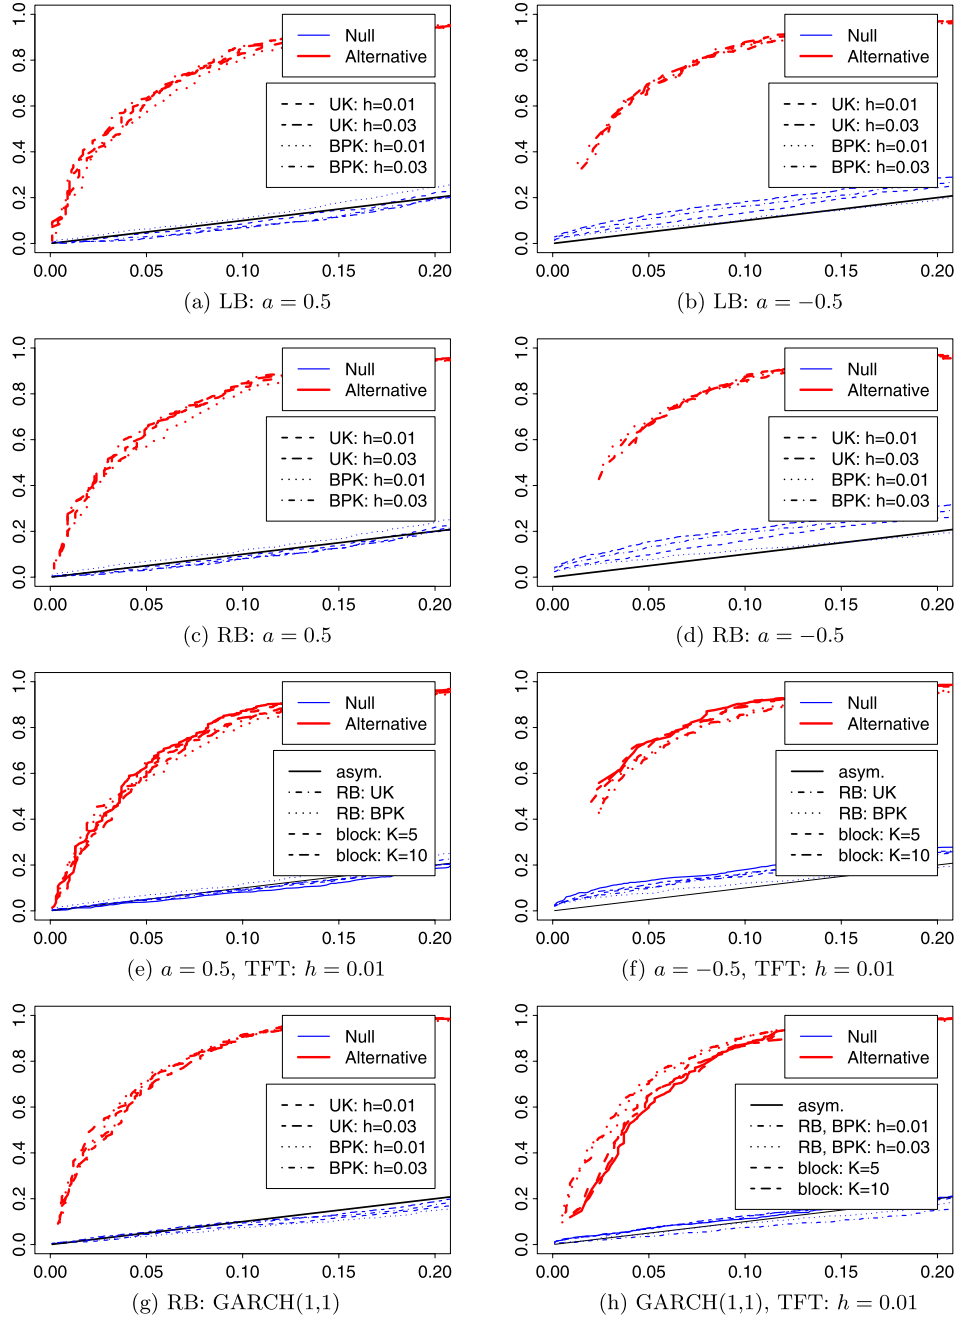 0.0 0.2 0.4 0.6 0.8 1.0
Null
Alternative
UK: h=0.01
UK: h=0.03
BPK: h=0.01
BPK: h=0.03
0.00 0.05 0.10 0.15 0.20
(a) LB: a = 0.5
0.0 0.2 0.4 0.6 0.8 1.0
Null
Alternative
UK: h=0.01
UK: h=0.03
BPK: h=0.01
BPK: h=0.03
0.00 0.05 0.10 0.15 0.20
(b) LB: a = −0.5
0.0 0.2 0.4 0.6 0.8 1.0
Null
Alternative
UK: h=0.01
UK: h=0.03
BPK: h=0.01
BPK: h=0.03
0.00 0.05 0.10 0.15 0.20
(c) RB: a = 0.5
0.0 0.2 0.4 0.6 0.8 1.0
Null
Alternative
UK: h=0.01
UK: h=0.03
BPK: h=0.01
BPK: h=0.03
0.00 0.05 0.10 0.15 0.20
(d) RB: a = −0.5
0.0 0.2 0.4 0.6 0.8 1.0
Null
Alternative
asym.
RB: UK
RB: BPK
block: K=5
block: K=10
0.00 0.05 0.10 0.15 0.20
(e) a = 0.5, TFT: h = 0.01
0.0 0.2 0.4 0.6 0.8 1.0
Null
Alternative
asym.
RB: UK
RB: BPK
block: K=5
block: K=10
0.00 0.05 0.10 0.15 0.20
(f) a = −0.5, TFT: h = 0.01
0.0 0.2 0.4 0.6 0.8 1.0
Null
Alternative
UK: h=0.01
UK: h=0.03
BPK: h=0.01
BPK: h=0.03
0.00 0.05 0.10 0.15 0.20
(g) RB: GARCH(1,1)
0.0 0.2 0.4 0.6 0.8 1.0
Null
Alternative
asym.
RB, BPK: h=0.01
RB, BPK: h=0.03
block: K=5
block: K=10
0.00 0.05 0.10 0.15 0.20
(h) GARCH(1,1), TFT: h = 0.01